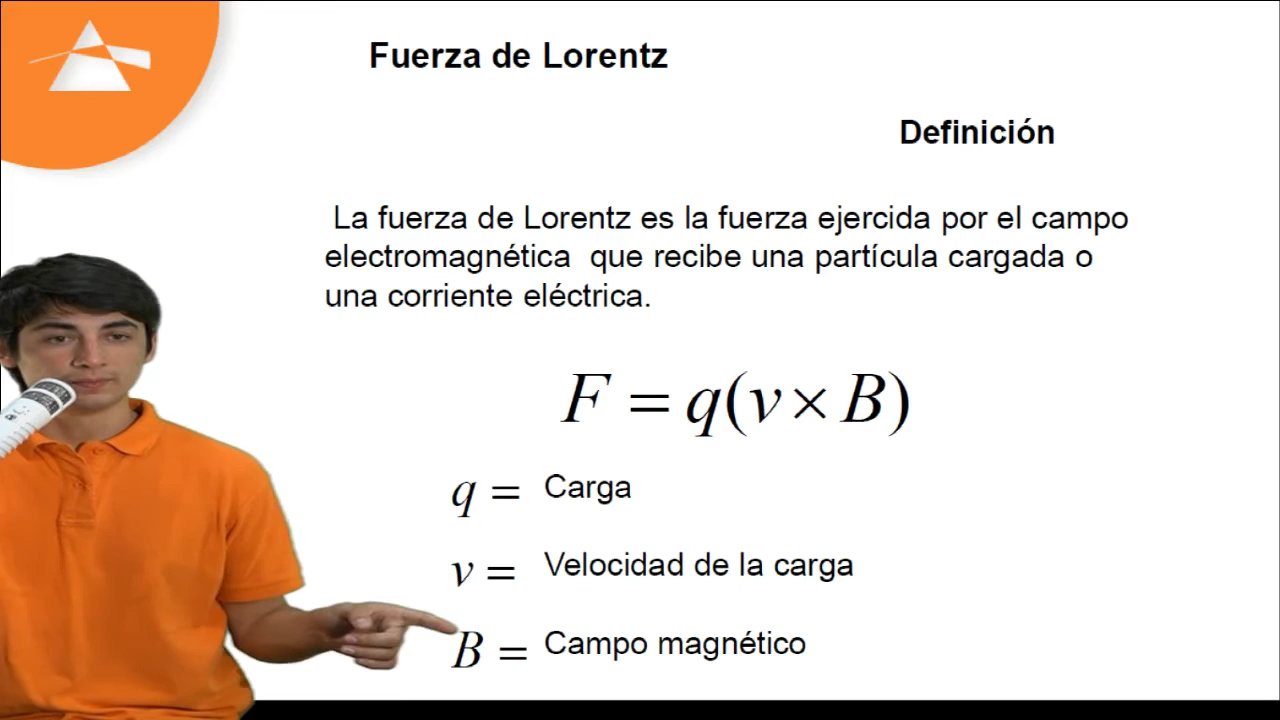 Fuerza de Lorentz
Definición
La fuerza de Lorentz es la fuerza ejercida por el campo
electromagnética que recibe una partícula cargada o
una corriente eléctrica.
F = q(v×B)
q = Carga
v = Velocidad de la carga
B = Campo magnético